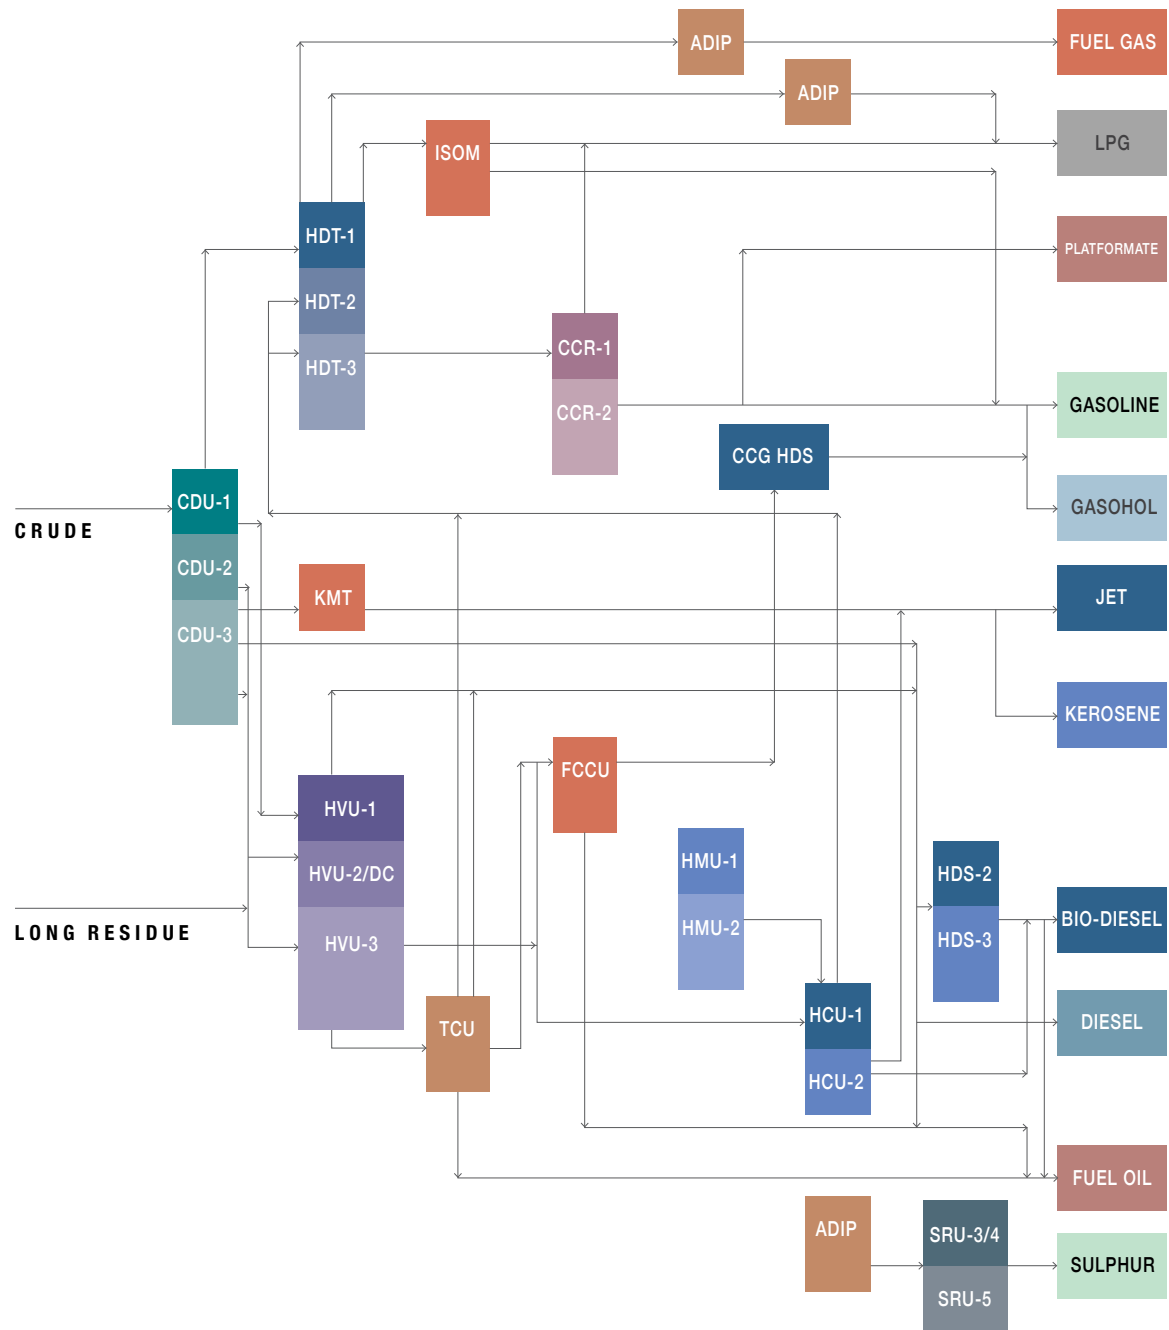 ADIP
FUEL GAS
ADIP
LPG
ISOM
HDT-1
PLATFORMATE
HDT-2
HDT-3
CCR-1
CCR-2
GASOLINE
CCG HDS
CDU-1
GASOHOL
CRUDE
CDU-2
KMT
JET
CDU-3
KEROSENE
FCCU
HVU-1
HMU-1
HVU-2/DC
HDS-2
BIO-DIESEL
LONG RESIDUE
HMU-2
HVU-3
HDS-3
TCU
HCU-1
DIESEL
HCU-2
FUEL OIL
ADIP
SRU-3/4
SULPHUR
SRU-5